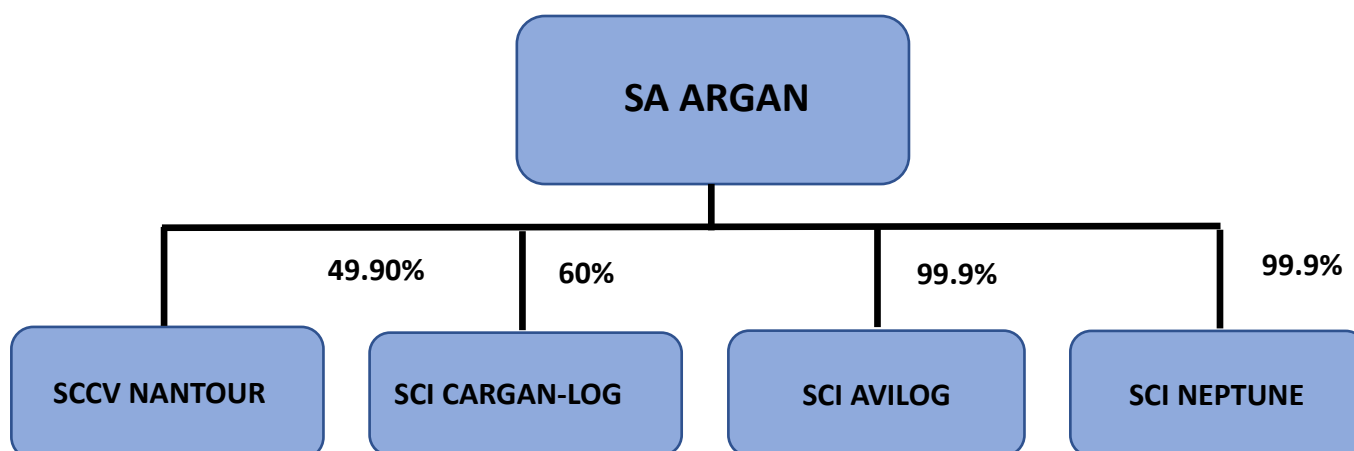 SA ARGAN
49.90%
60%
99.9%
99.9%
SCCV NANTOUR
SCI CARGAN-LOG
SCI AVILOG
SCI NEPTUNE